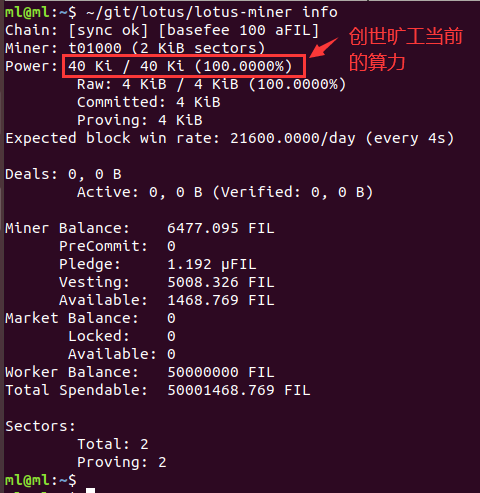 ml@ml:~$ ~/git/lotus/lotus-miner info
Chain: [sync ok] [basefee 100 aFIL]
Miner: t01000 (2 KiB sectors)
Power: 40 Ki / 40 Ki (100.0000%)
创世旷工当前
的算力
Raw: 4 KiB / 4 KiB (100.0000%)
Committed: 4 KiB
Proving: 4 KiB
Expected block win rate: 21600.0000/day (every 4s)
Deals: 0, 0 B
Active: 0, 0 B (Verified: 0, 0 B)
Miner Balance: 6477.095 FIL
PreCommit: 0
Pledge: 1.192 μFIL
Vesting: 5008.326 FIL
Available: 1468.769 FIL
Market Balance: 0
Locked: 0
Available: 0
Worker Balance: 50000000 FIL
Total Spendable: 50001468.769 FIL
Sectors:
Total: 2
Proving: 2
ml@ml:~$
ml@ml:~$